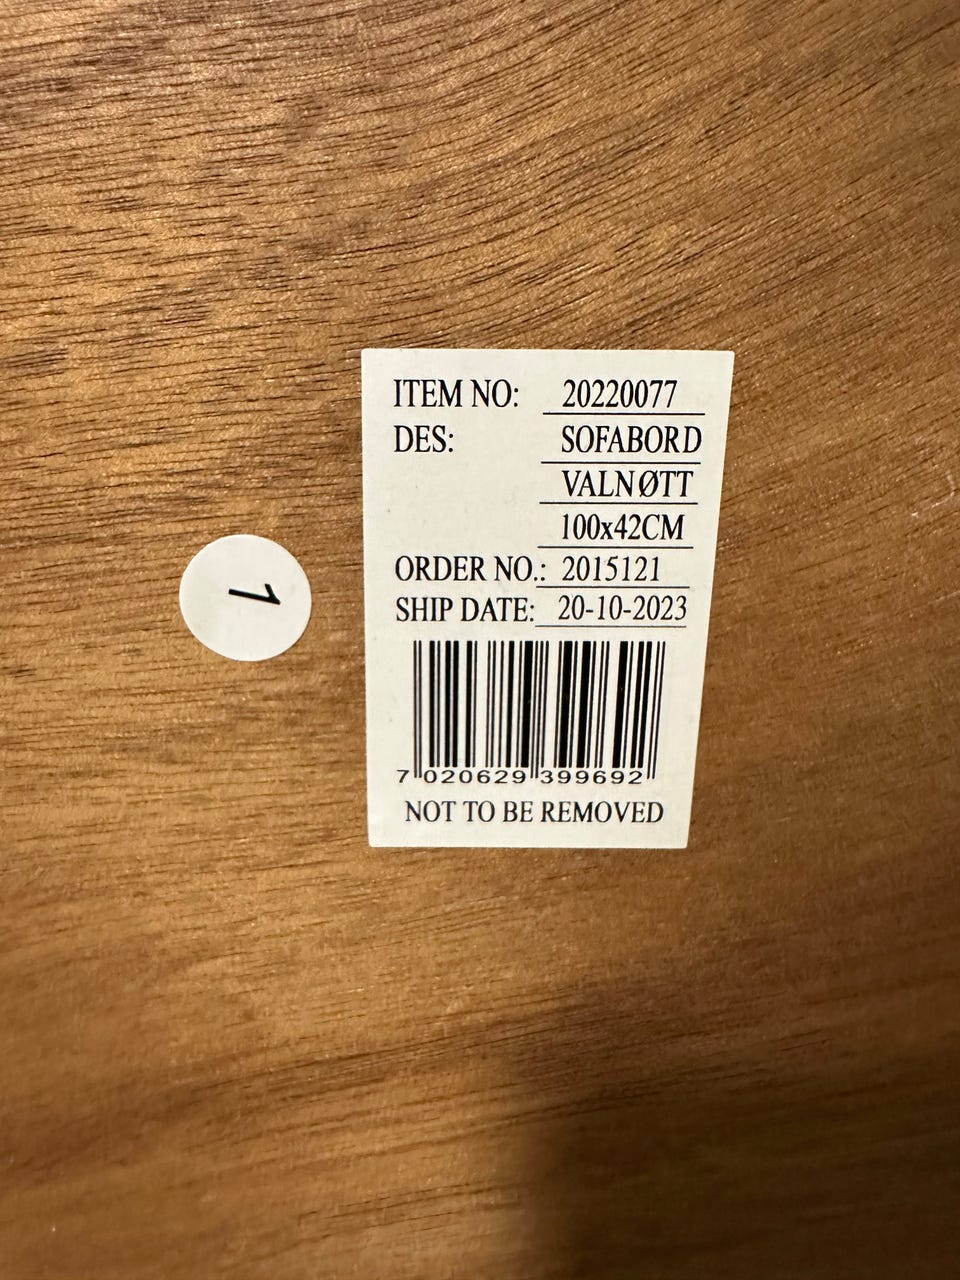 ITEM NO: 20220077
DES: SOFABORD
VALNØTT
100x42CM
ORDER NO.: 2015121
SHIP DATE: 20-10-2023
7 020629 399692
NOT TO BE REMOVED
1